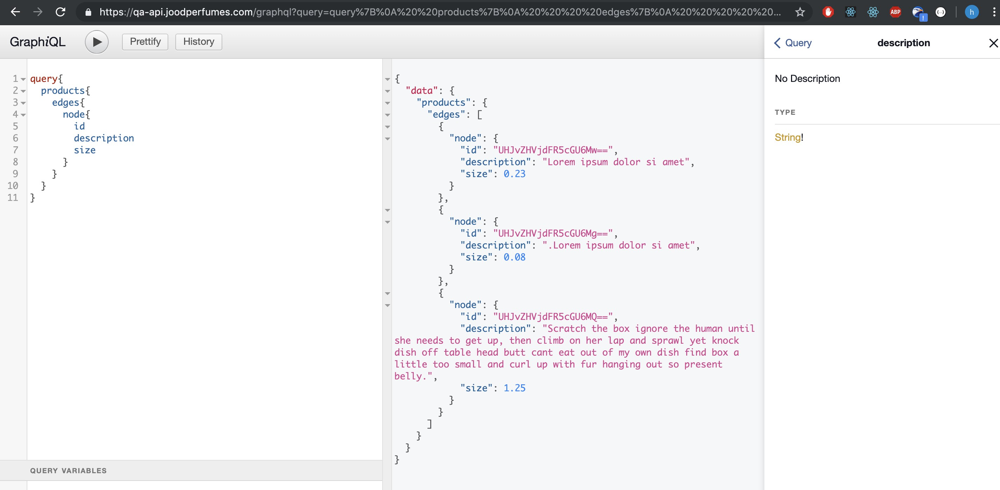 https://qa-api.joodperfumes.com/graphql?query=query%7B%0A%20%20products%7B%0A%20%20%20%20edges%7B%0A%20%20%20%20%20...
ABP
!
{...}
h
GraphiQL
Prettify
History
Query
description
1 query{
2   products{
3     edges{
4       node{
5         id
6         description
7         size
8       }
9     }
10   }
11 }
QUERY VARIABLES
{
  "data": {
    "products": {
      "edges": [
        {
          "node": {
            "id": "UHJvZHVjdFR5cGU6Mw==",
            "description": "Lorem ipsum dolor si amet",
            "size": 0.23
          }
        },
        {
          "node": {
            "id": "UHJvZHVjdFR5cGU6Mg==",
            "description": ".Lorem ipsum dolor si amet",
            "size": 0.08
          }
        },
        {
          "node": {
            "id": "UHJvZHVjdFR5cGU6MQ==",
            "description": "Scratch the box ignore the human until
she needs to get up, then climb on her lap and sprawl yet knock
dish off table head butt cant eat out of my own dish find box a
little too small and curl up with fur hanging out so present
belly.",
            "size": 1.25
          }
        }
      ]
    }
  }
}
No Description
TYPE
String!